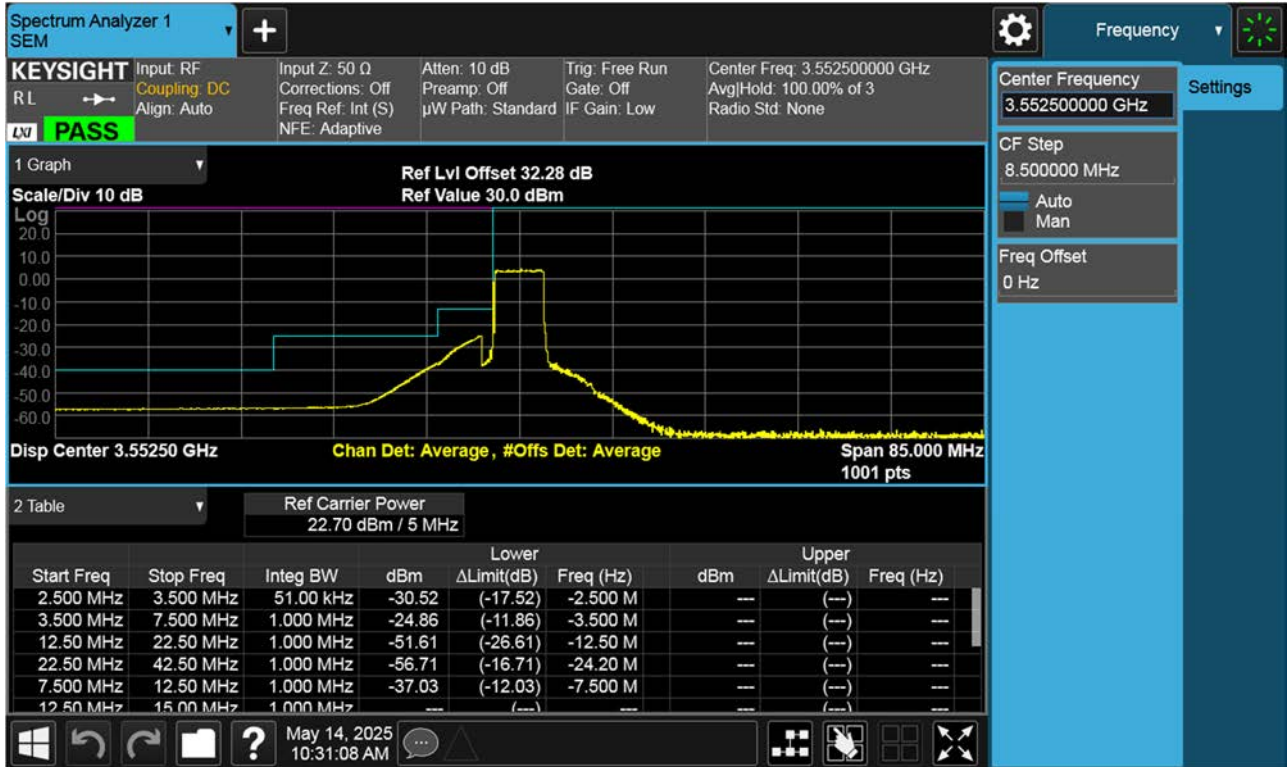 Spectrum Analyzer 1
SEM
Frequency
KEYSIGHT
RL
LXI
PASS
Input: RF
Coupling: DC
Align: Auto
Input Z: 50 Ω
Corrections: Off
Freq Ref: Int (S)
NFE: Adaptive
Atten: 10 dB
Preamp: Off
µW Path: Standard
Trig: Free Run
Gate: Off
IF Gain: Low
Center Freq: 3.552500000 GHz
Avg|Hold: 100.00% of 3
Radio Std: None
Center Frequency
3.552500000 GHz
Settings
CF Step
8.500000 MHz
Auto
Man
Freq Offset
0 Hz
1 Graph
Scale/Div 10 dB
Ref Lvl Offset 32.28 dB
Ref Value 30.0 dBm
Log
20.0
10.0
0.00
-10.0
-20.0
-30.0
-40.0
-50.0
-60.0
Disp Center 3.55250 GHz
Chan Det: Average, #Offs Det: Average
Span 85.000 MHz
1001 pts
2 Table
Ref Carrier Power
22.70 dBm / 5 MHz
Lower Upper
Start Freq Stop Freq Integ BW dBm ΔLimit(dB) Freq (Hz) dBm ΔLimit(dB) Freq (Hz)
2.500 MHz 3.500 MHz 51.00 kHz -30.52 (-17.52) -2.500 M --- (---) ---
3.500 MHz 7.500 MHz 1.000 MHz -24.86 (-11.86) -3.500 M --- (---) ---
12.50 MHz 22.50 MHz 1.000 MHz -51.61 (-26.61) -12.50 M --- (---) ---
22.50 MHz 42.50 MHz 1.000 MHz -56.71 (-16.71) -24.20 M --- (---) ---
7.500 MHz 12.50 MHz 1.000 MHz -37.03 (-12.03) -7.500 M --- (---) ---
12.50 MHz 15.00 MHz 1.000 MHz --- (---) --- --- (---) ---
May 14, 2025
10:31:08 AM